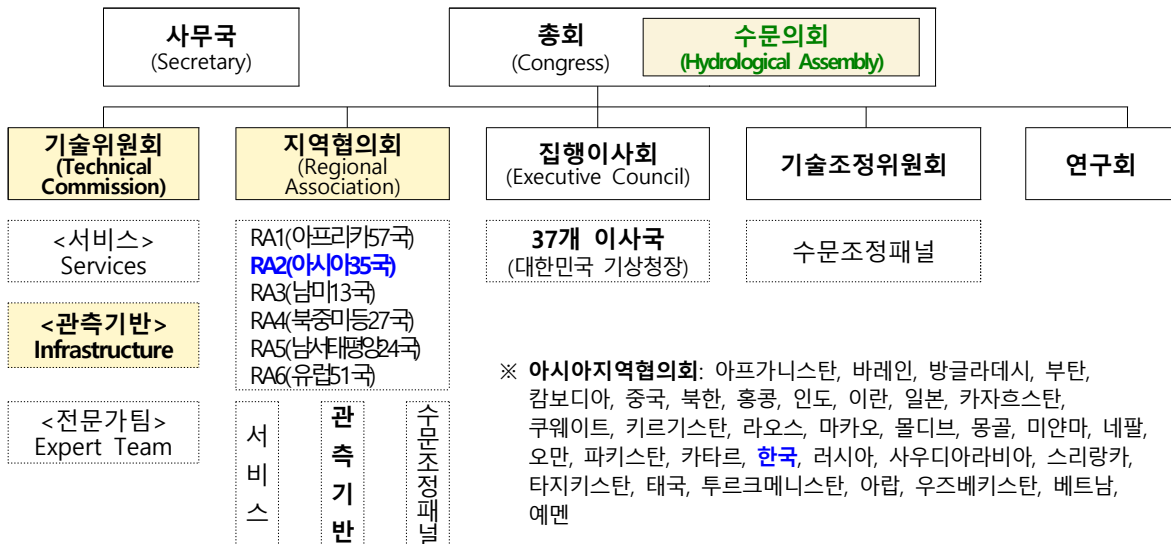 사무국
(Secretary)
총회
(Congress)
수문의회
(Hydrological Assembly)
기술위원회
(Technical
Commission)
지역협의회
(Regional
Association)
집행이사회
(Executive Council)
기술조정위원회
연구회
<서비스>
Services
<관측기반>
Infrastructure
<전문가팀>
Expert Team
RA1(아프리카57국)
RA2(아시아35국)
RA3(남미13국)
RA4(북중미등27국)
RA5(남서태평양24국)
RA6(유럽51국)
서비스
관측기반
수문조정패널
37개 이사국
(대한민국 기상청장)
수문조정패널
※ 아시아지역협의회: 아프가니스탄, 바레인, 방글라데시, 부탄,
캄보디아, 중국, 북한, 홍콩, 인도, 이란, 일본, 카자흐스탄,
쿠웨이트, 키르기스탄, 라오스, 마카오, 몰디브, 몽골, 미얀마, 네팔,
오만, 파키스탄, 카타르, 한국, 러시아, 사우디아라비아, 스리랑카,
타지키스탄, 태국, 투르크메니스탄, 아랍, 우즈베키스탄, 베트남,
예멘